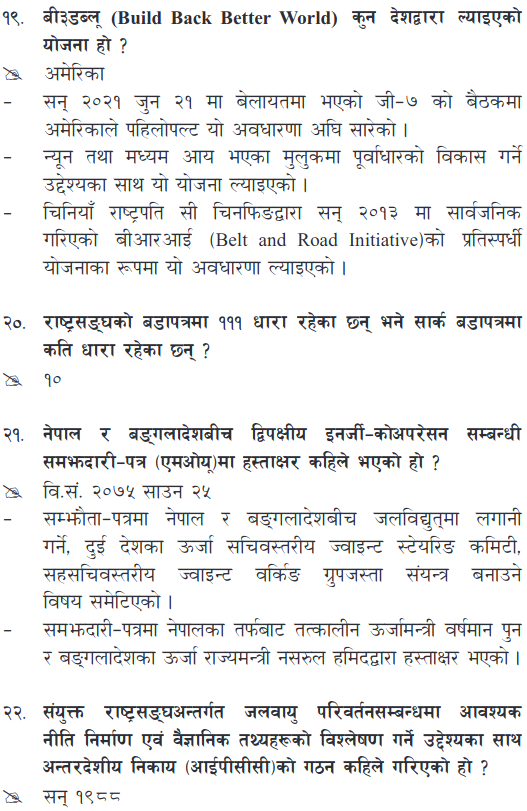 १९. बी३डब्लू (Build Back Better World) कुन देशद्वारा ल्याइएको
योजना हो ?
अमेरिका
– सन् २०२१ जुन २१ मा बेलायतमा भएको जी-७ को बैठकमा
अमेरिकाले पहिलोपल्ट यो अवधारणा अघि सारेको ।
– न्यून तथा मध्यम आय भएका मुलुकमा पूर्वाधारको विकास गर्ने
उद्देश्यका साथ यो योजना ल्याइएको ।
– चिनियाँ राष्ट्रपति सी चिनफिङद्वारा सन् २०१३ मा सार्वजनिक
गरिएको बीआरआई (Belt and Road Initiative)को प्रतिस्पर्धी
योजनाका रूपमा यो अवधारणा ल्याइएको ।
२०. राष्ट्रसङ्घको बडापत्रमा १११ धारा रहेका छन् भने सार्क बडापत्रमा
कति धारा रहेका छन् ?
१०
२१. नेपाल र बङ्गलादेशबीच द्विपक्षीय इनर्जी-कोअपरेसन सम्बन्धी
समझदारी-पत्र (एमओयू)मा हस्ताक्षर कहिले भएको हो ?
वि.सं. २०७५ साउन २५
– सम्झौता-पत्रमा नेपाल र बङ्गलादेशबीच जलविद्युत्मा लगानी
गर्ने, दुई देशका ऊर्जा सचिवस्तरीय ज्वाइन्ट स्टेयरिङ कमिटी,
सहसचिवस्तरीय ज्वाइन्ट वर्किङ ग्रुपजस्ता संयन्त्र बनाउने
विषय समेटिएको ।
– समझदारी-पत्रमा नेपालका तर्फबाट तत्कालीन ऊर्जामन्त्री वर्षमान पुन
र बङ्गलादेशका ऊर्जा राज्यमन्त्री नसरुल हमिदद्वारा हस्ताक्षर भएको ।
२२. संयुक्त राष्ट्रसङ्घअन्तर्गत जलवायु परिवर्तनसम्बन्धमा आवश्यक
नीति निर्माण एवं वैज्ञानिक तथ्यहरूको विश्लेषण गर्ने उद्देश्यका साथ
अन्तरदेशीय निकाय (आईपीसीसी)को गठन कहिले गरिएको हो ?
सन् १९८८